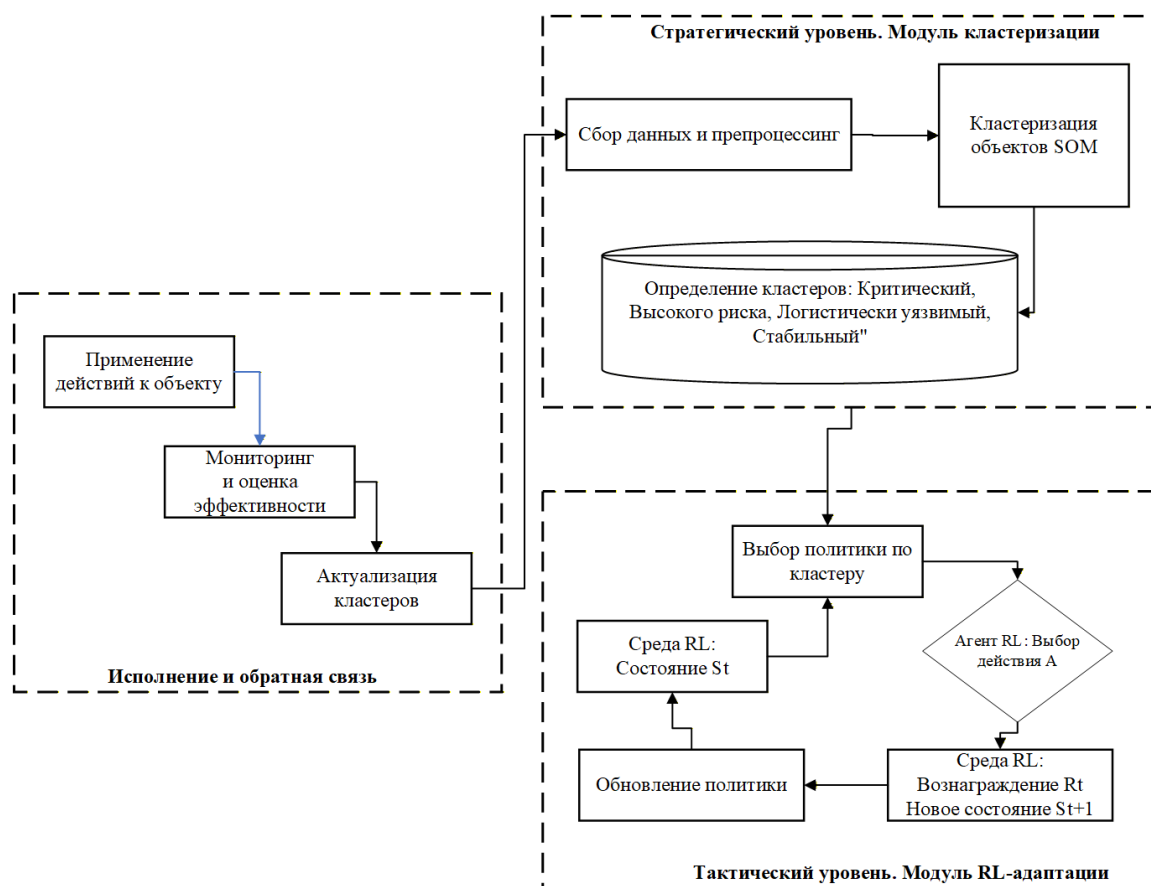 Стратегический уровень. Модуль кластеризации
Сбор данных и препроцессинг
Кластеризация
объектов SOM
Определение кластеров: Критический,
Высокого риска, Логистически уязвимый,
Стабильный"
Применение
действий к объекту
Мониторинг
и оценка
эффективности
Актуализация
кластеров
Исполнение и обратная связь
Выбор политики по
кластеру
Агент RL: Выбор
действия А
Среда RL:
Состояние St
Обновление политики
Среда RL:
Вознаграждение Rt
Новое состояние St+1
Тактический уровень. Модуль RL-адаптации